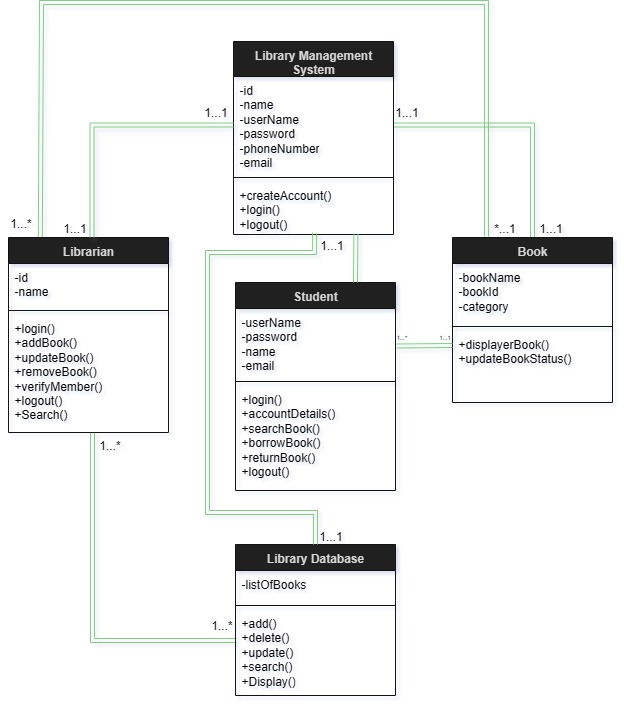 Library Management
System
-id
-name
-userName
-password
-phoneNumber
-email
+createAccount()
+login()
+logout()
1...1
1...1
1...*
1...1
*...1
1...1
1...1
Librarian
-id
-name
+login()
+addBook()
+updateBook()
+removeBook()
+verifyMember()
+logout()
+Search()
Student
-userName
-password
-name
-email
+login()
+accountDetails()
+searchBook()
+borrowBook()
+returnBook()
+logout()
Book
-bookName
-bookId
-category
+displayerBook()
+updateBookStatus()
1...*
1...1
1...*
1...1
1...*
Library Database
-listOfBooks
+add()
+delete()
+update()
+search()
+Display()